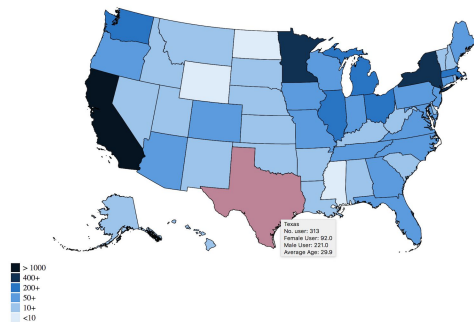 Texas
No. user: 313
Female User: 92.0
Male User: 221.0
Average Age: 29.9
> 1000
400+
200+
50+
10+
<10